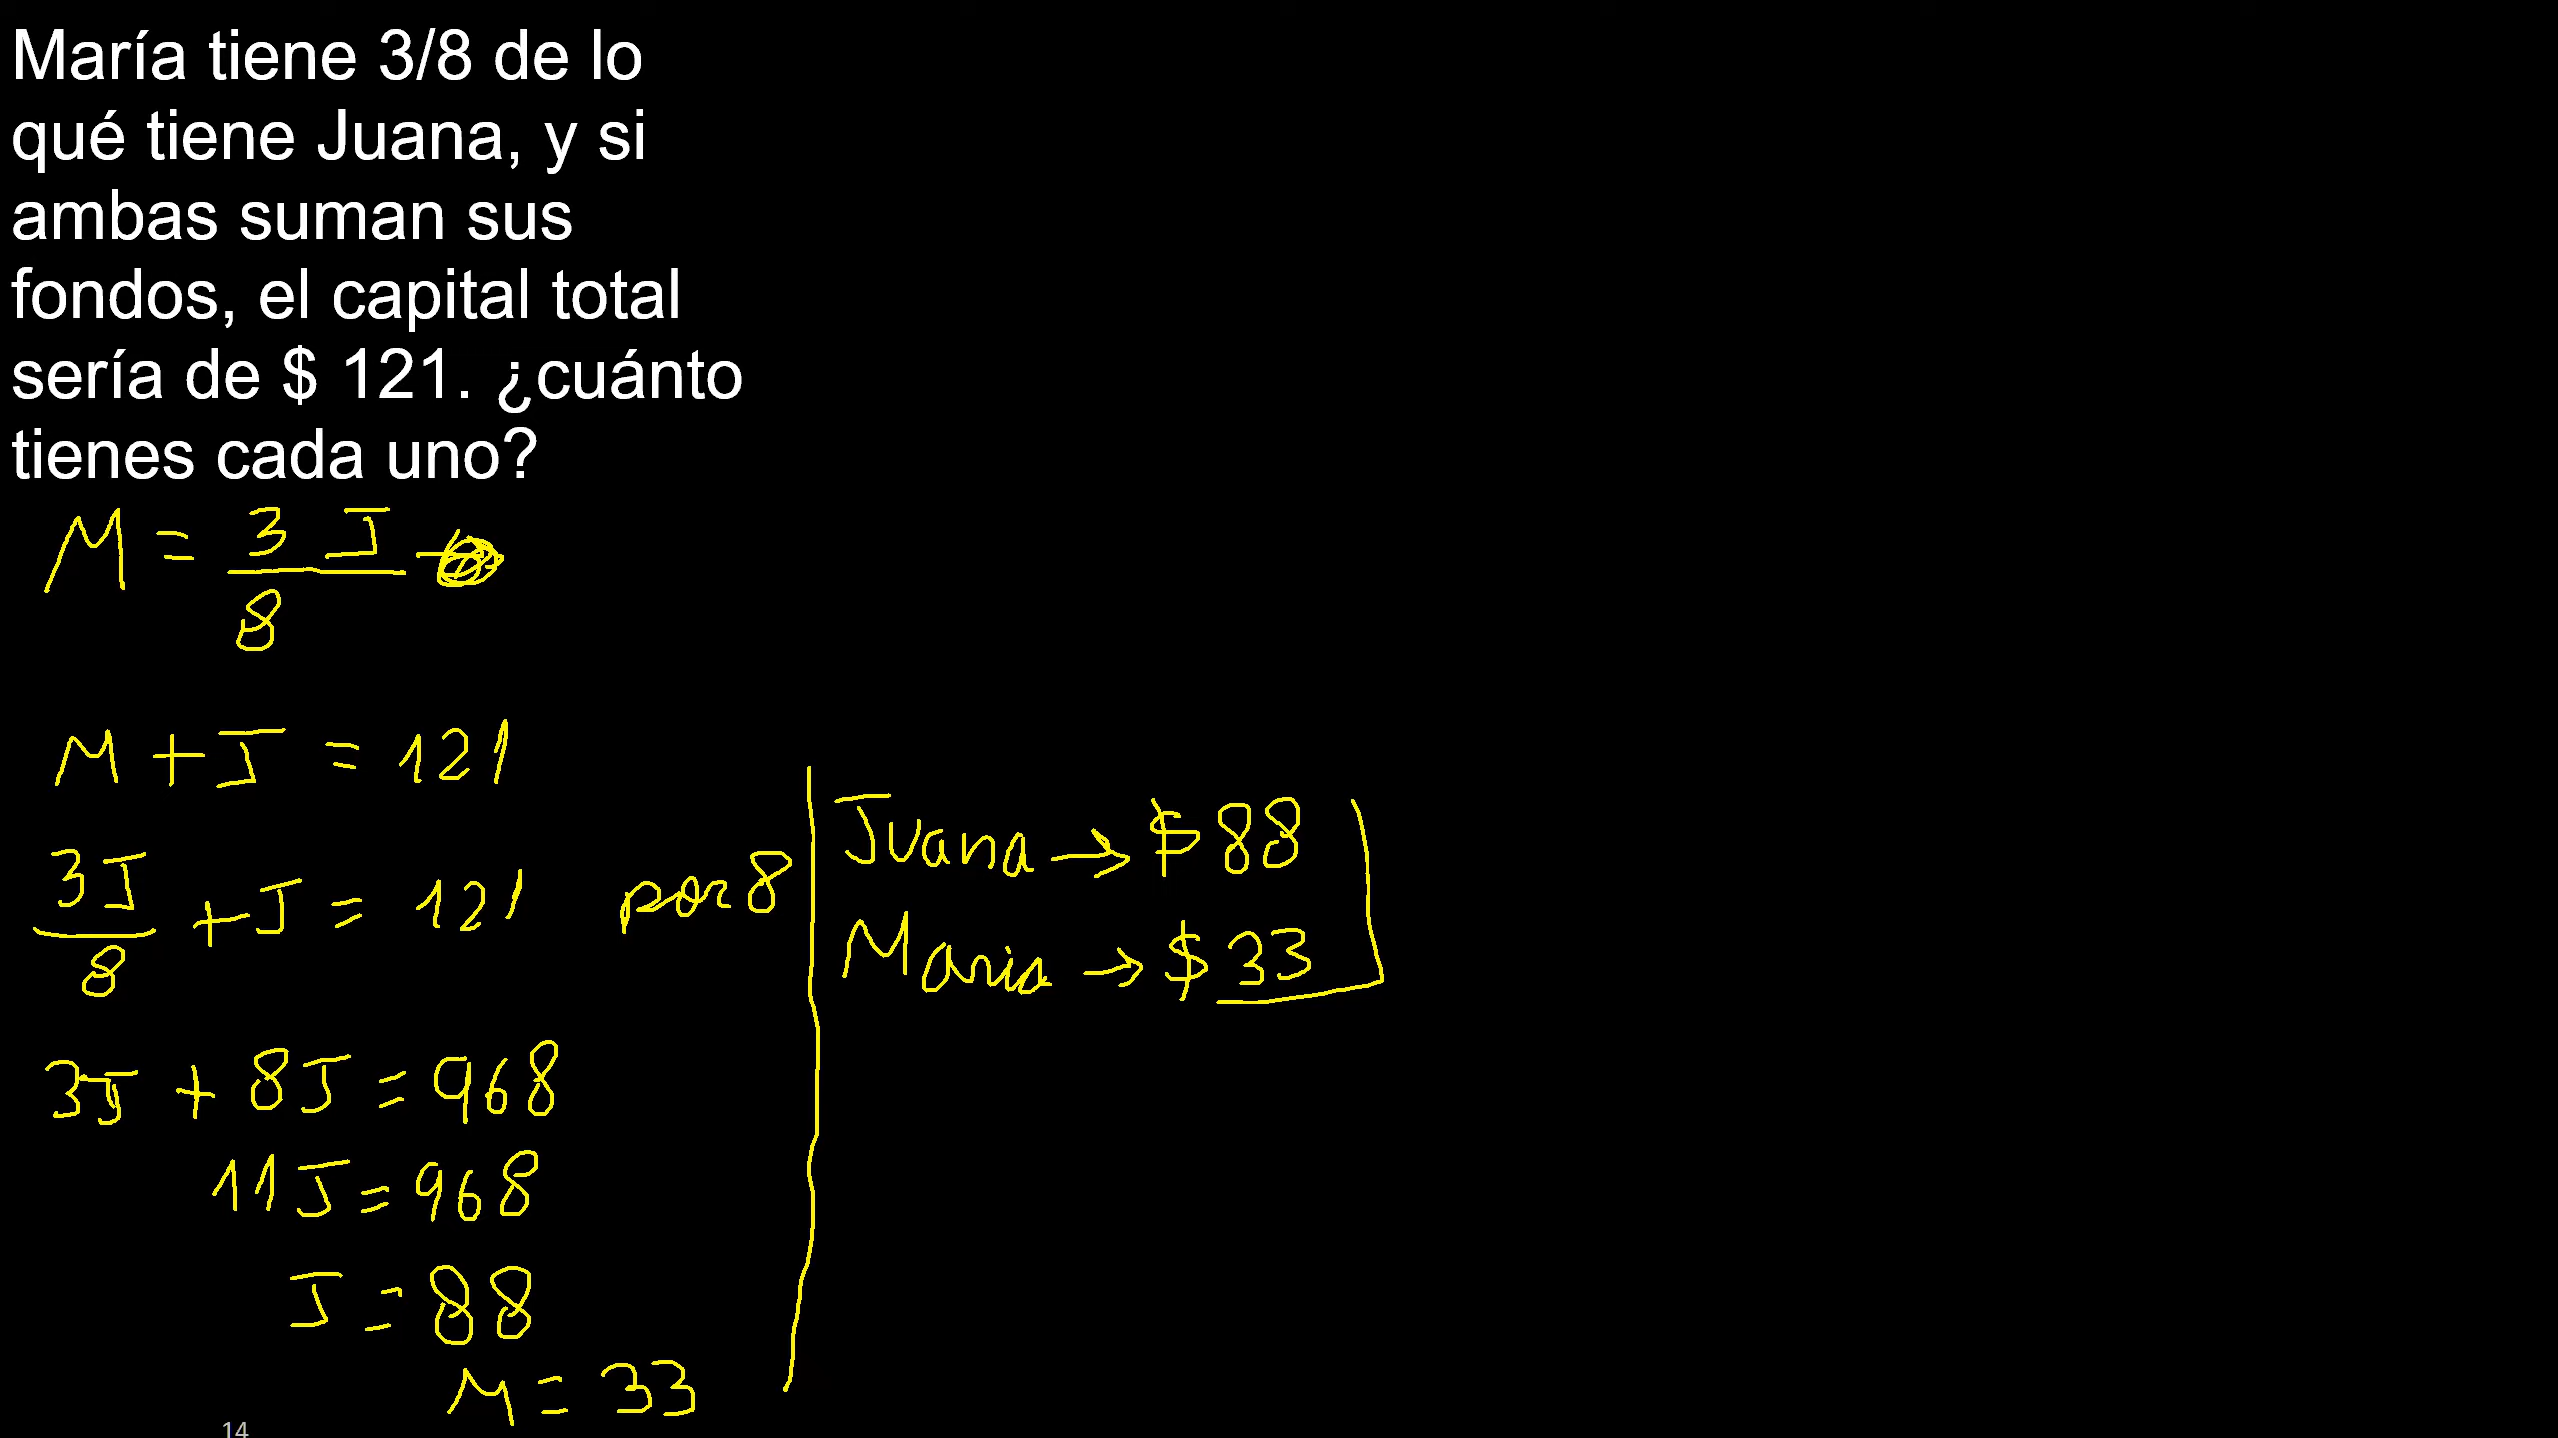 María tiene 3/8 de lo
qué tiene Juana, y si
ambas suman sus
fondos, el capital total
sería de $ 121. ¿cuánto
tienes cada uno?
M = 3 J
8
M + J = 121
3J
8
+ J = 121 por 8
3J + 8J = 968
11J = 968
J = 88
M = 33
Juana → $ 88
Maria → $ 33
14